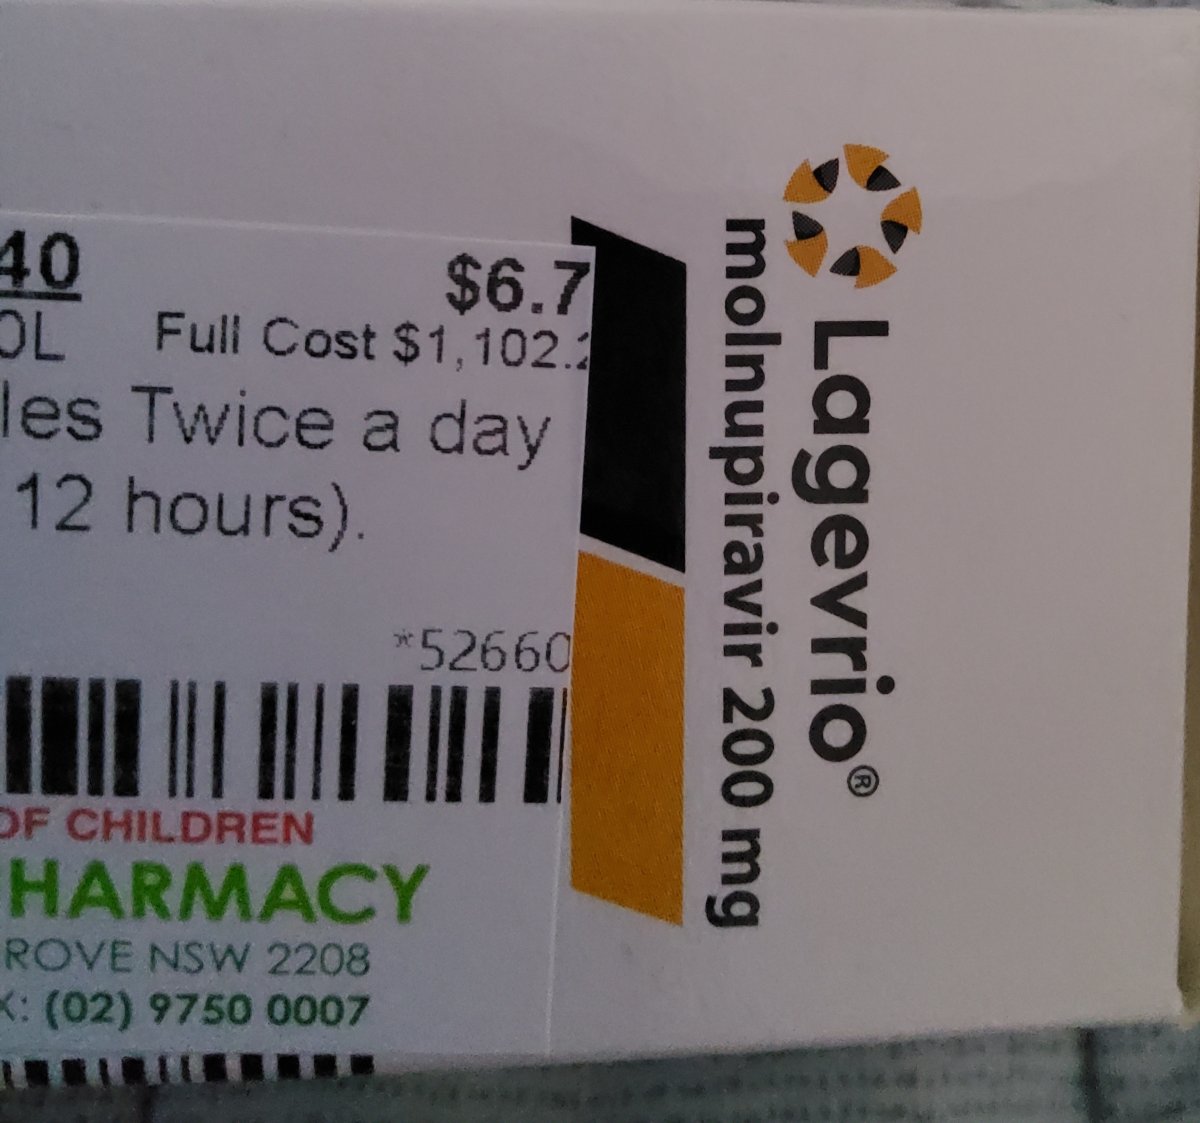 40
$6.7
OL Full Cost $1,102.2
les Twice a day
12 hours).
*52660
OF CHILDREN
HARMACY
ROVE NSW 2208
X: (02) 9750 0007
Lagevrio®
molnupiravir 200 mg